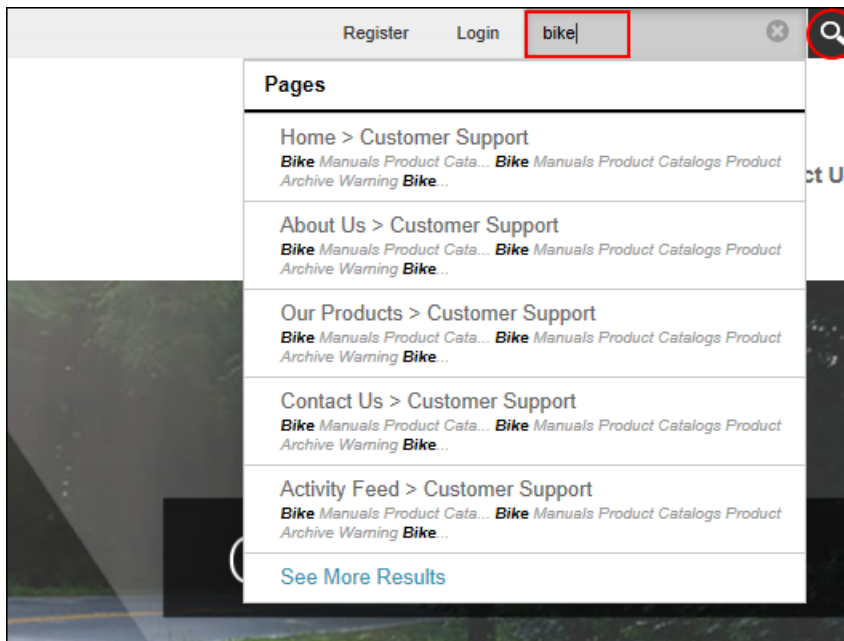 Register Login bike
Pages
Home > Customer Support
Bike Manuals Product Cata... Bike Manuals Product Catalogs Product
Archive Warning Bike...
ct U
About Us > Customer Support
Bike Manuals Product Cata... Bike Manuals Product Catalogs Product
Archive Warning Bike...
Our Products > Customer Support
Bike Manuals Product Cata... Bike Manuals Product Catalogs Product
Archive Warning Bike...
Contact Us > Customer Support
Bike Manuals Product Cata... Bike Manuals Product Catalogs Product
Archive Warning Bike...
Activity Feed > Customer Support
Bike Manuals Product Cata... Bike Manuals Product Catalogs Product
Archive Warning Bike...
See More Results